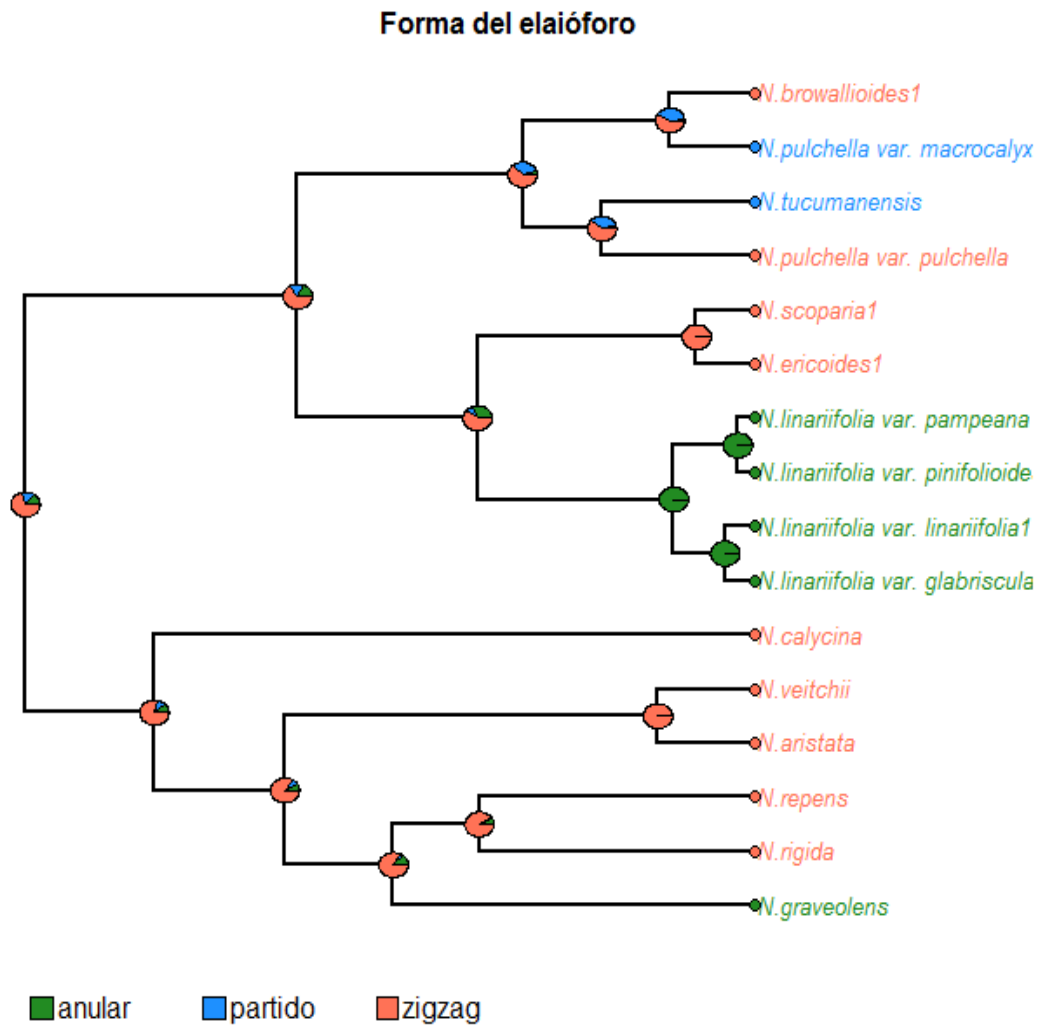 Forma del elaióforo
N.browallioides1
N.pulchella var. macrocalyx
N.tucumanensis
N.pulchella var. pulchella
N.scoparia1
N.ericoides1
N.linariifolia var. pampeana
N.linariifolia var. pinifolioide
N.linariifolia var. linariifolia1
N.linariifolia var. glabriscula
N.calycina
N.veitchii
N.aristata
N.repens
N.rigida
N.graveolens
anular partido zigzag